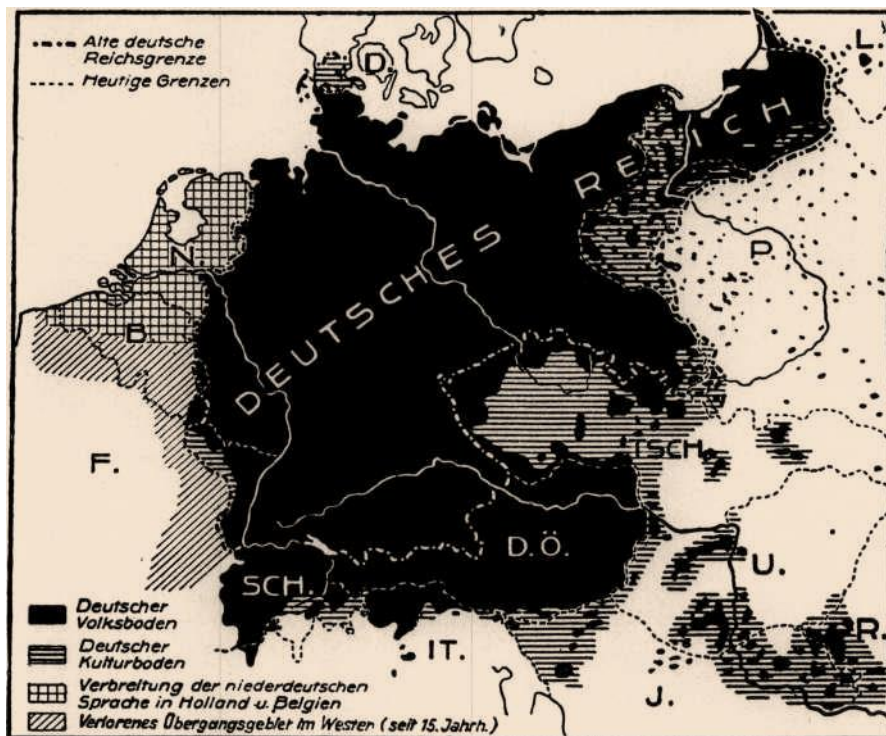 Alte deutsche
Reichsgrenze
Heutige Grenzen
D.
L.
DEUTSCHES REICH
N.
P.
B.
F.
TSCH.
D.Ö.
SCH.
U.
IT.
R.
J.
Deutscher
Volksboden
Deutscher
Kulturboden
Verbreitung der niederdeutschen
Sprache in Holland u. Belgien
Verlorenes Übergangsgebiet im Westen (seit 15. Jahrh.)